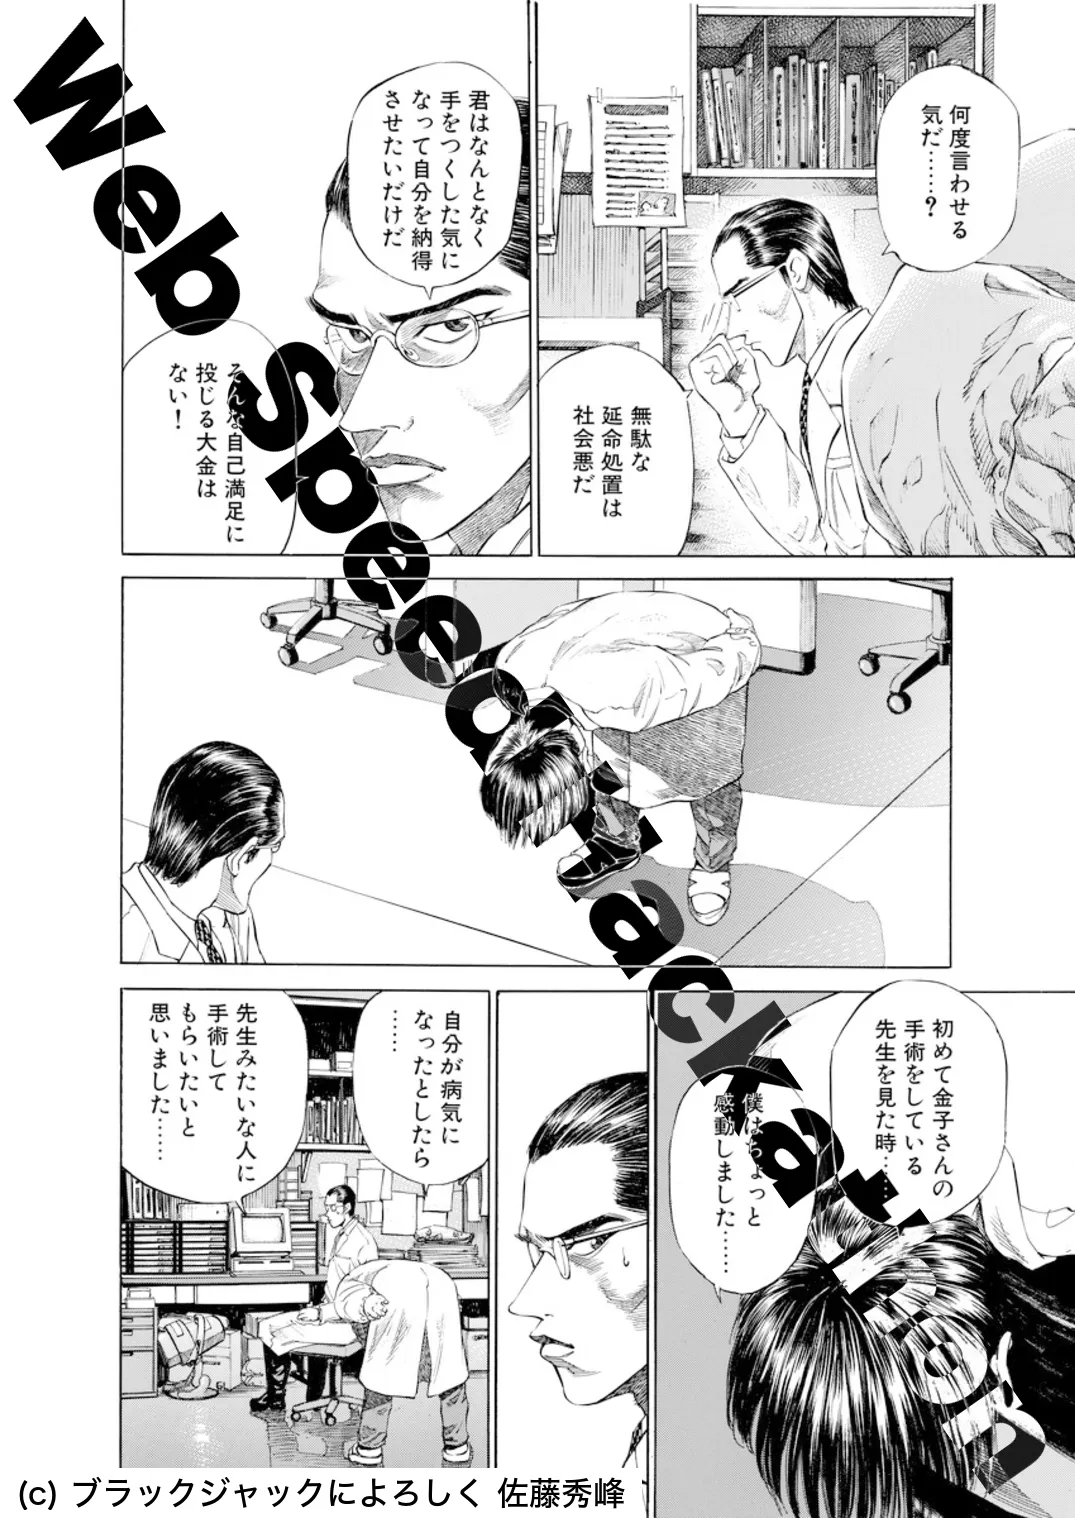 何度言わせる
気だ……?
無駄な
延命処置は
社会悪だ
君はなんとなく
手をつくした気に
なって自分を納得
させたいだけだ
そんな自己満足に
投じる大金は
ない!
初めて金子さんの
手術をしている
先生を見た時……
僕はちょっと
感動しました……
自分が病気に
なったとしたら
……
先生みたいな人に
手術して
もらいたいと
思いました……
(c) ブラックジャックによろしく 佐藤秀峰